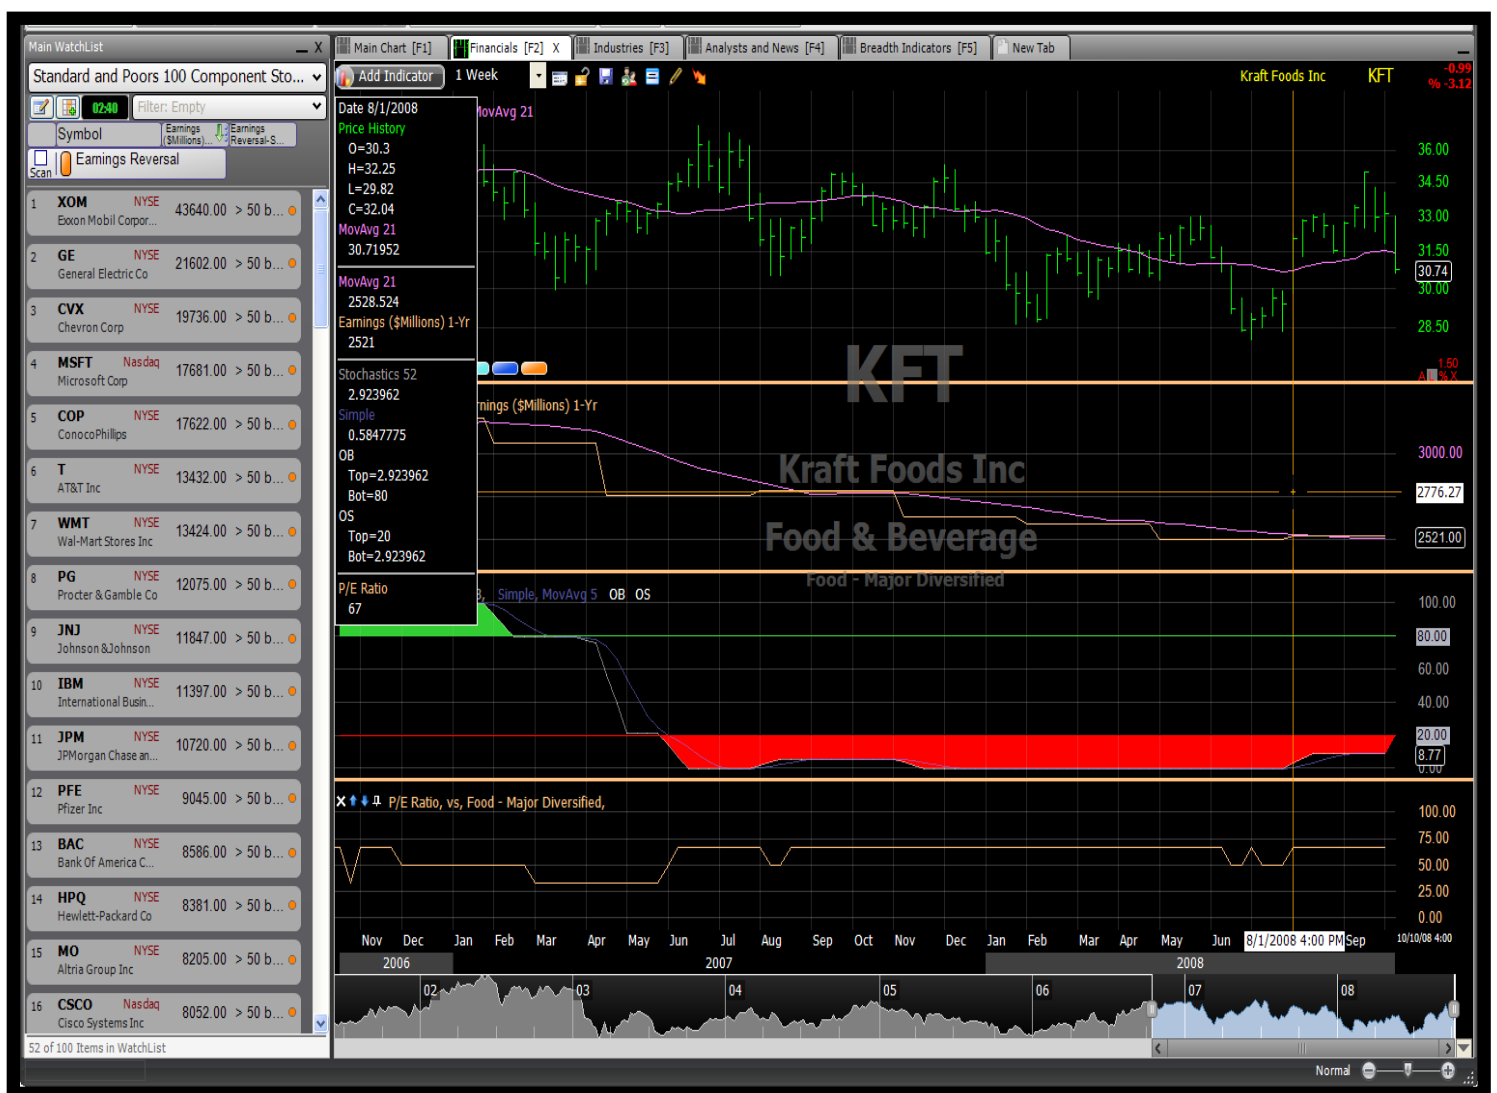 Main WatchList
X
Standard and Poors 100 Component Sto...
02:40
Filter: Empty
Symbol
Earnings ($Millions)...
Earnings Reversal-S...
Scan
Earnings Reversal
1 XOM NYSE 43640.00 > 50 b...
Exxon Mobil Corpor...
2 GE NYSE 21602.00 > 50 b...
General Electric Co
3 CVX NYSE 19736.00 > 50 b...
Chevron Corp
4 MSFT Nasdaq 17681.00 > 50 b...
Microsoft Corp
5 COP NYSE 17622.00 > 50 b...
ConocoPhillips
6 T NYSE 13432.00 > 50 b...
AT&T Inc
7 WMT NYSE 13424.00 > 50 b...
Wal-Mart Stores Inc
8 PG NYSE 12075.00 > 50 b...
Procter & Gamble Co
9 JNJ NYSE 11847.00 > 50 b...
Johnson &Johnson
10 IBM NYSE 11397.00 > 50 b...
International Busin...
11 JPM NYSE 10720.00 > 50 b...
JPMorgan Chase an...
12 PFE NYSE 9045.00 > 50 b...
Pfizer Inc
13 BAC NYSE 8586.00 > 50 b...
Bank Of America C...
14 HPQ NYSE 8381.00 > 50 b...
Hewlett-Packard Co
15 MO NYSE 8205.00 > 50 b...
Altria Group Inc
16 CSCO Nasdaq 8052.00 > 50 b...
Cisco Systems Inc
52 of 100 Items in WatchList
Main Chart [F1]
Financials [F2] X
Industries [F3]
Analysts and News [F4]
Breadth Indicators [F5]
New Tab
Add Indicator
1 Week
Kraft Foods Inc KFT
-0.99
% -3.12
Date 8/1/2008
Price History
O=30.3
H=32.25
L=29.82
C=32.04
MovAvg 21
30.71952
MovAvg 21
2528.524
Earnings ($Millions) 1-Yr
2521
Stochastics 52
2.923962
Simple
0.5847775
OB
Top=2.923962
Bot=80
OS
Top=20
Bot=2.923962
P/E Ratio
67
MovAvg 21
36.00
34.50
33.00
31.50
30.74
30.00
28.50
1.50
KFT
Kraft Foods Inc
Food & Beverage
Food - Major Diversified
rnings ($Millions) 1-Yr
3000.00
2776.27
2521.00
Simple, MovAvg 5 OB OS
100.00
80.00
60.00
40.00
20.00
8.77
0.00
X P/E Ratio, vs, Food - Major Diversified,
100.00
75.00
50.00
25.00
0.00
Nov Dec Jan Feb Mar Apr May Jun Jul Aug Sep Oct Nov Dec Jan Feb Mar Apr May Jun 8/1/2008 4:00 PM Sep 10/10/08 4:00
2006 2007 2008
02 03 04 05 06 07 08
Normal